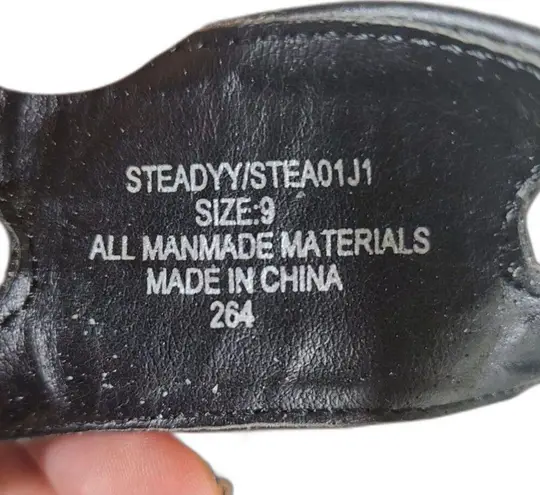 STEADYY/STEA01J1
SIZE:9
ALL MANMADE MATERIALS
MADE IN CHINA
264